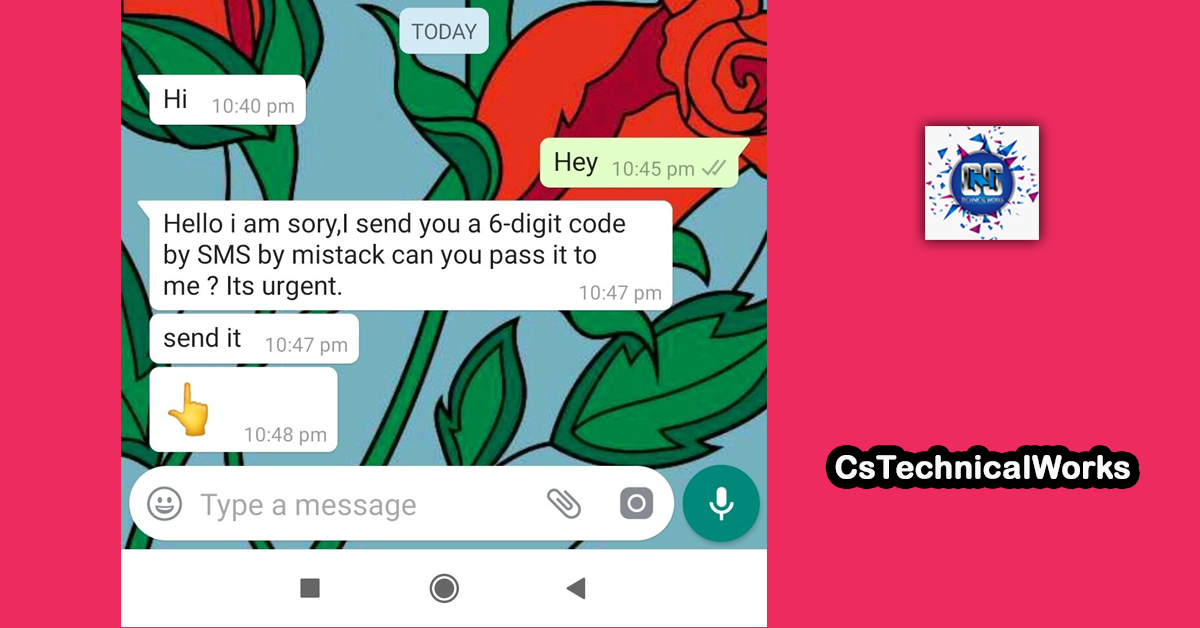 TODAY
Hi 10:40 pm
Hey 10:45 pm
Hello i am sory,I send you a 6-digit code
by SMS by mistack can you pass it to
me ? Its urgent.
10:47 pm
send it 10:47 pm
👆 10:48 pm
Type a message
CS
TECHNICAL WORKS
CsTechnicalWorks